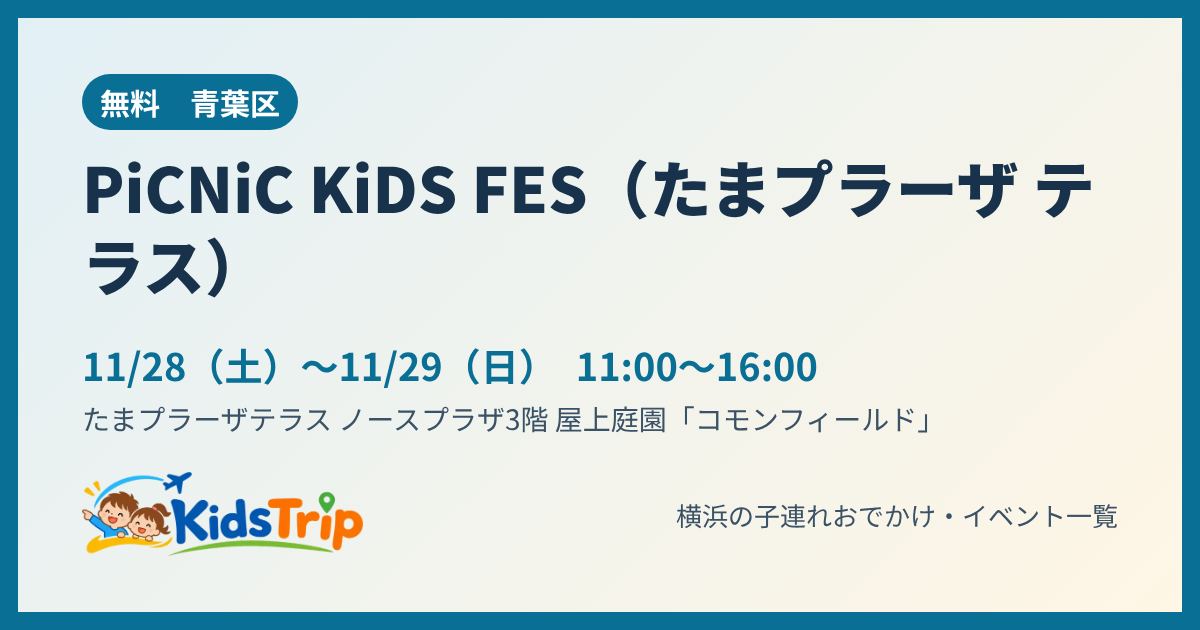 無料　青葉区
PiCNiC KiDS FES（たまプラーザ テ
ラス）
11/28（土）〜11/29（日） 11:00〜16:00
たまプラーザテラス ノースプラザ3階 屋上庭園「コモンフィールド」
KidsTrip
横浜の子連れおでかけ・イベント一覧